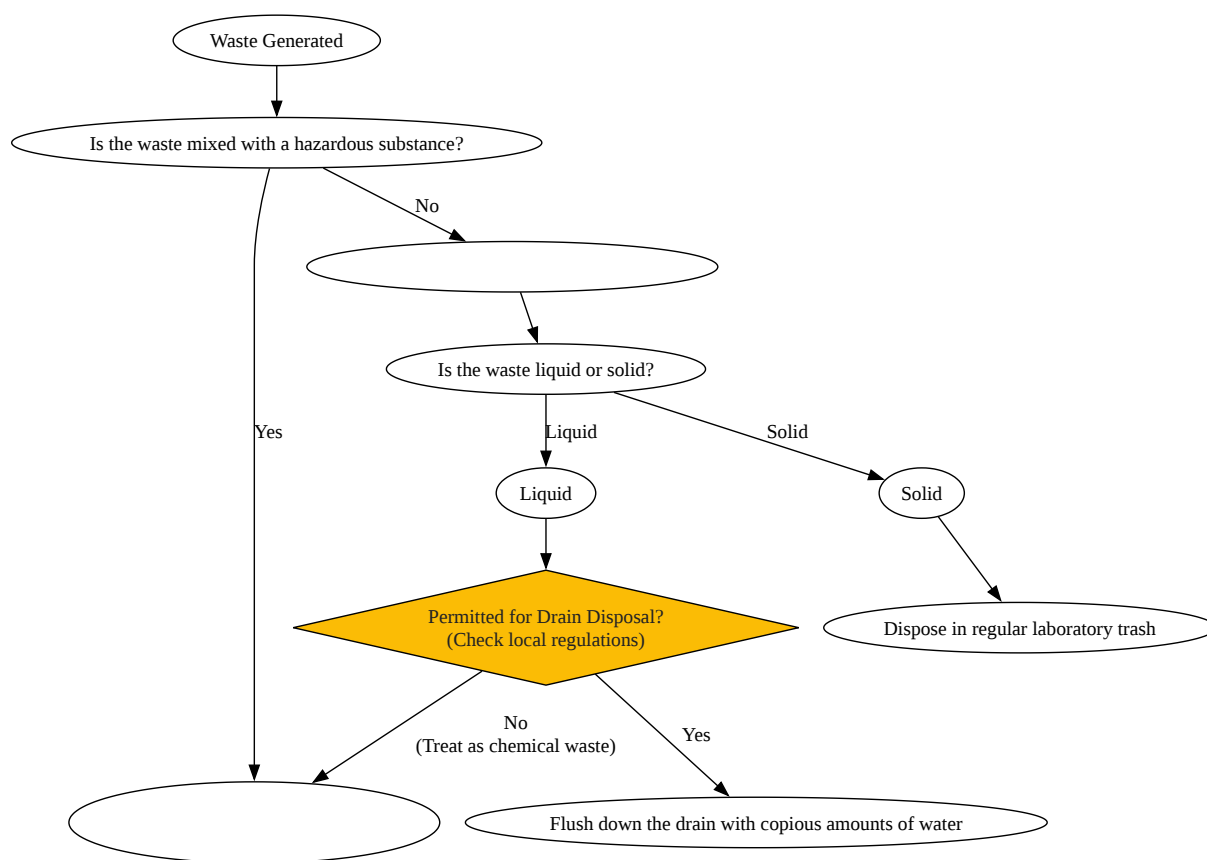 Waste Generated
Is the waste mixed with a hazardous substance?
No
Is the waste liquid or solid?
Yes
Liquid
Solid
Liquid
Solid
Permitted for Drain Disposal?
(Check local regulations)
Dispose in regular laboratory trash
No
(Treat as chemical waste)
Yes
Flush down the drain with copious amounts of water